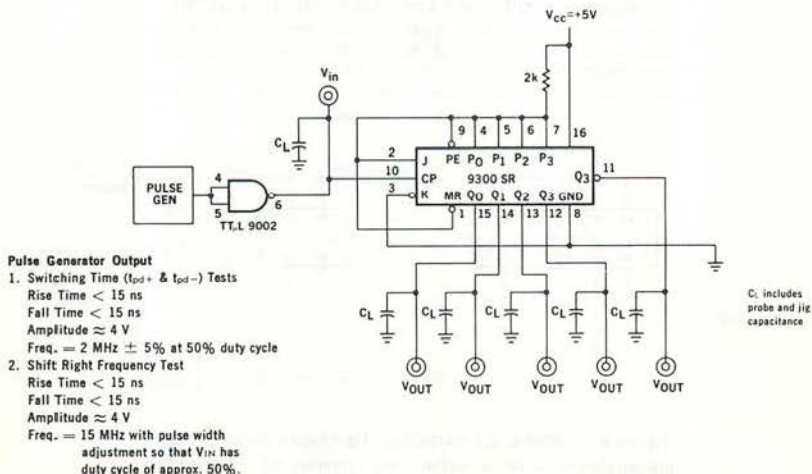 VCC=+5V
Vin
2k
9 4 5 6 7 16
CL
2 J PE P0 P1 P2 P3
10 CP 9300 SR Q3 11
3 K MR Q0 Q1 Q2 Q3 GND
1 15 14 13 12 8
PULSE
GEN
4
5
6
TTμL 9002
Pulse Generator Output
1. Switching Time (tpd+ & tpd−) Tests
Rise Time < 15 ns
Fall Time < 15 ns
Amplitude ≈ 4 V
Freq. = 2 MHz ± 5% at 50% duty cycle
2. Shift Right Frequency Test
Rise Time < 15 ns
Fall Time < 15 ns
Amplitude ≈ 4 V
Freq. = 15 MHz with pulse width
adjustment so that VIN has
duty cycle of approx. 50%.
CL CL CL CL CL
VOUT VOUT VOUT VOUT VOUT
CL includes
probe and jig
capacitance